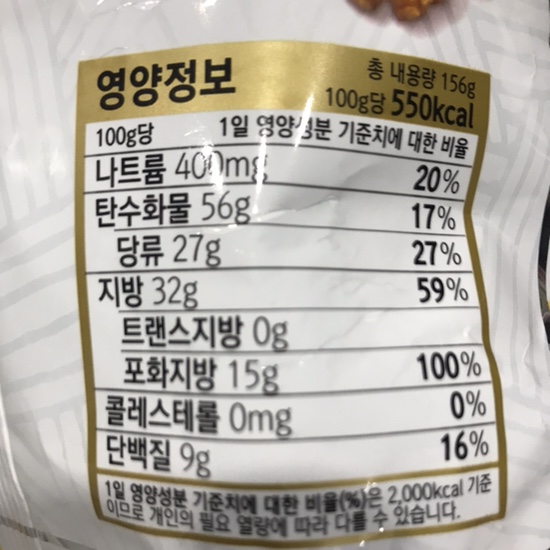 영양정보
총 내용량 156g
100g당 550kcal
100g당 1일 영양성분 기준치에 대한 비율
나트륨 400mg 20%
탄수화물 56g 17%
당류 27g 27%
지방 32g 59%
트랜스지방 0g
포화지방 15g 100%
콜레스테롤 0mg 0%
단백질 9g 16%
1일 영양성분 기준치에 대한 비율(%)은 2,000kcal 기준
이므로 개인의 필요 열량에 따라 다를 수 있습니다.